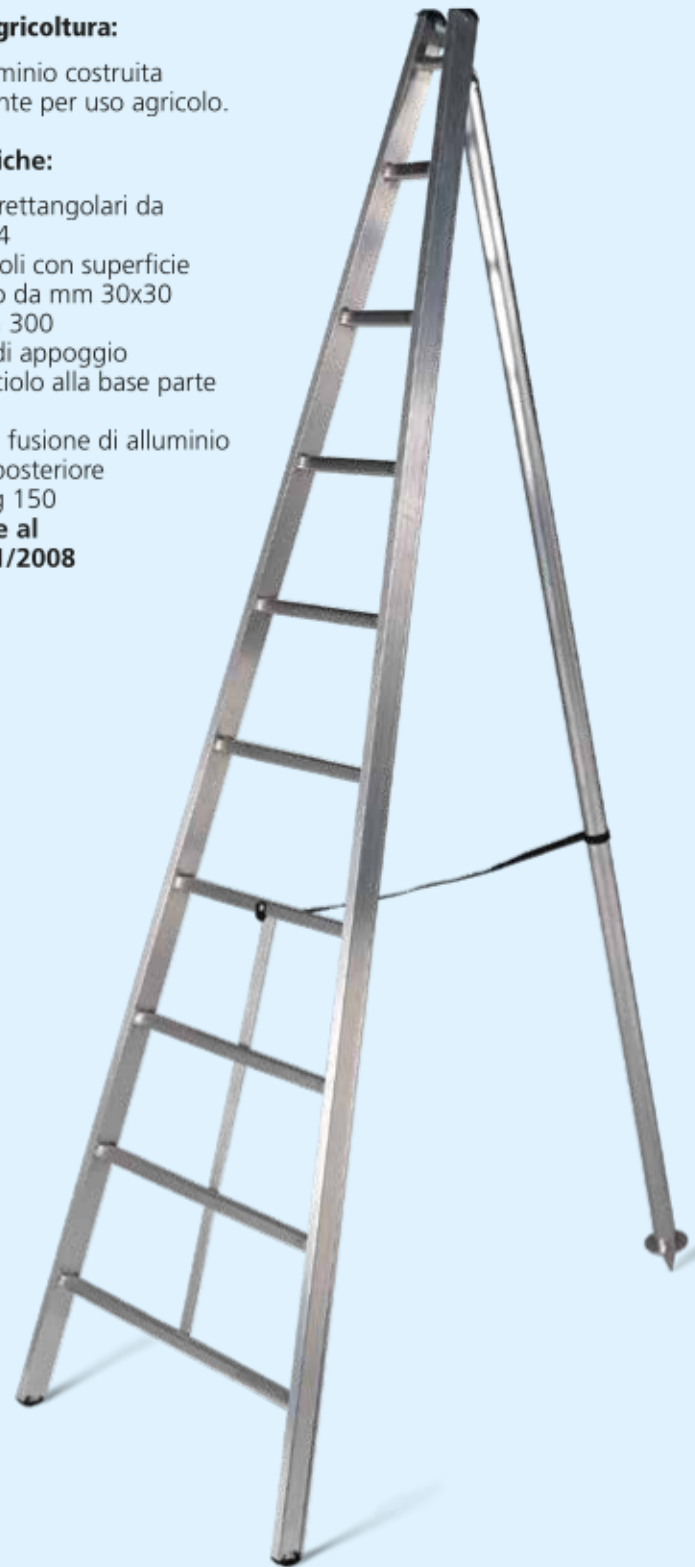 gricoltura:
minio costruita
nte per uso agricolo.
iche:
rettangolari da
4
oli con superficie
o da mm 30x30
300
di appoggio
ciolo alla base parte
fusione di alluminio
posteriore
g 150
e al
1/2008